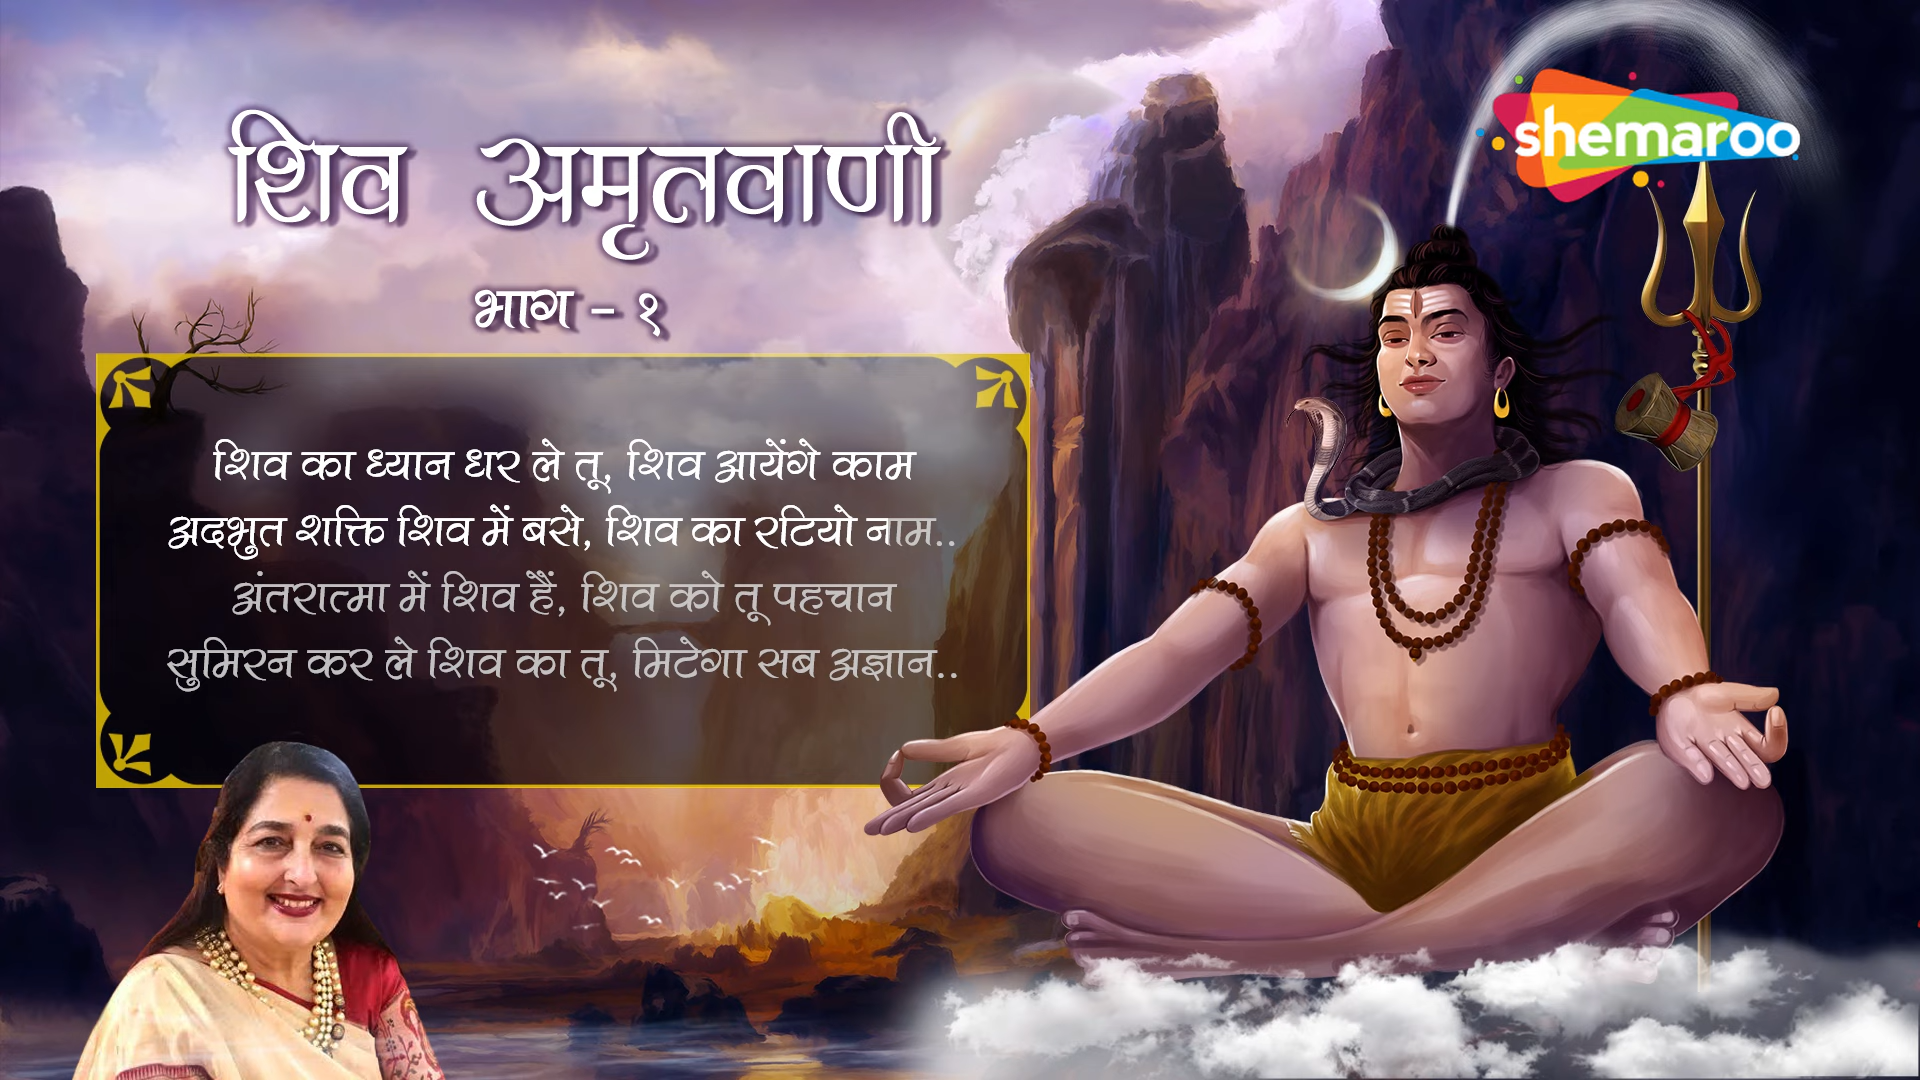 shemaroo
शिव अमृतवाणी
भाग - १
शिव का ध्यान धर ले तू, शिव आयेंगे काम
अदभुत शक्ति शिव में बसे, शिव का रटियो नाम..
अंतरात्मा में शिव हैं, शिव को तू पहचान
सुमिरन कर ले शिव का तू, मिटेगा सब अज्ञान..